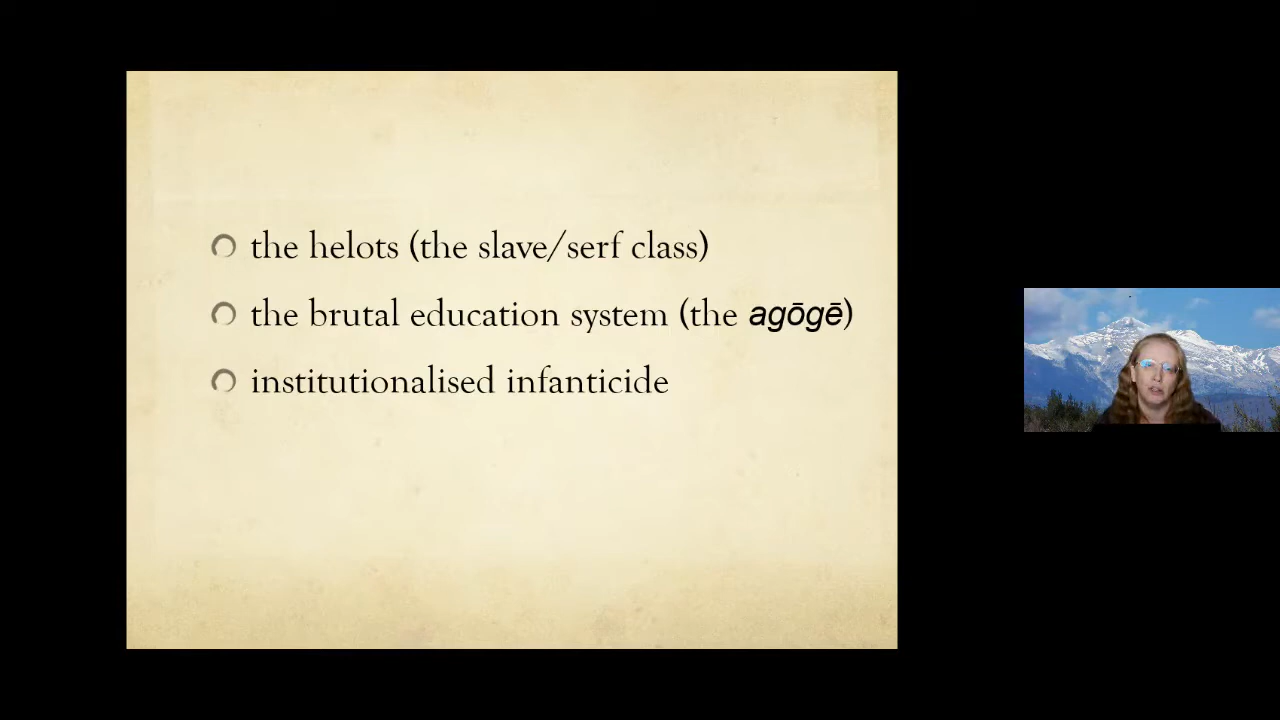 the helots (the slave/serf class)
the brutal education system (the agōgē)
institutionalised infanticide